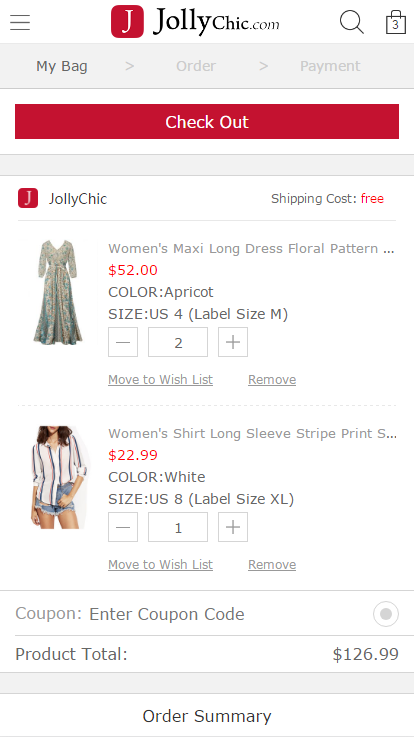 J JOLLYCHIC.com
3
My Bag > Order > Payment
Check Out
J JollyChic Shipping Cost: free
Women's Maxi Long Dress Floral Pattern ...
$52.00
COLOR:Apricot
SIZE:US 4 (Label Size M)
— 2 +
Move to Wish List Remove
Women's Shirt Long Sleeve Stripe Print S...
$22.99
COLOR:White
SIZE:US 8 (Label Size XL)
— 1 +
Move to Wish List Remove
Coupon: Enter Coupon Code
Product Total: $126.99
Order Summary